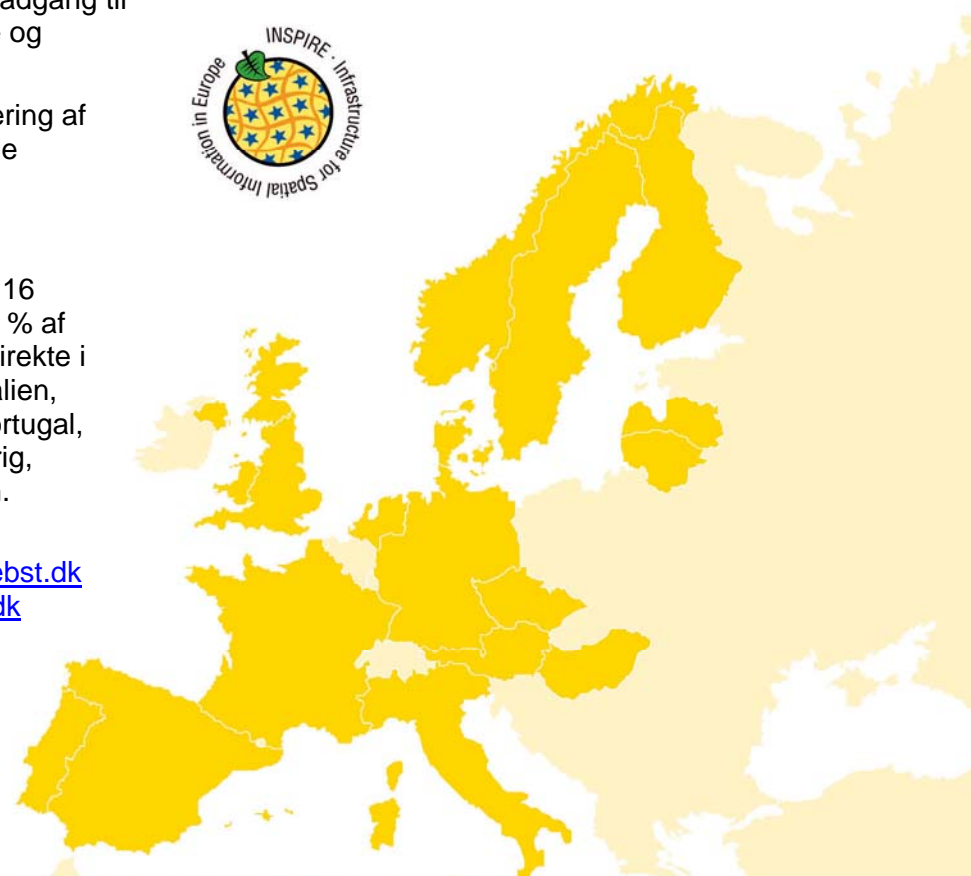 adgang til
og
ering af
e
16
% af
irekte i
alien,
ortugal,
rig,
.
ebst.dk
dk
INSPIRE · Infrastructure for Spatial Information in Europe